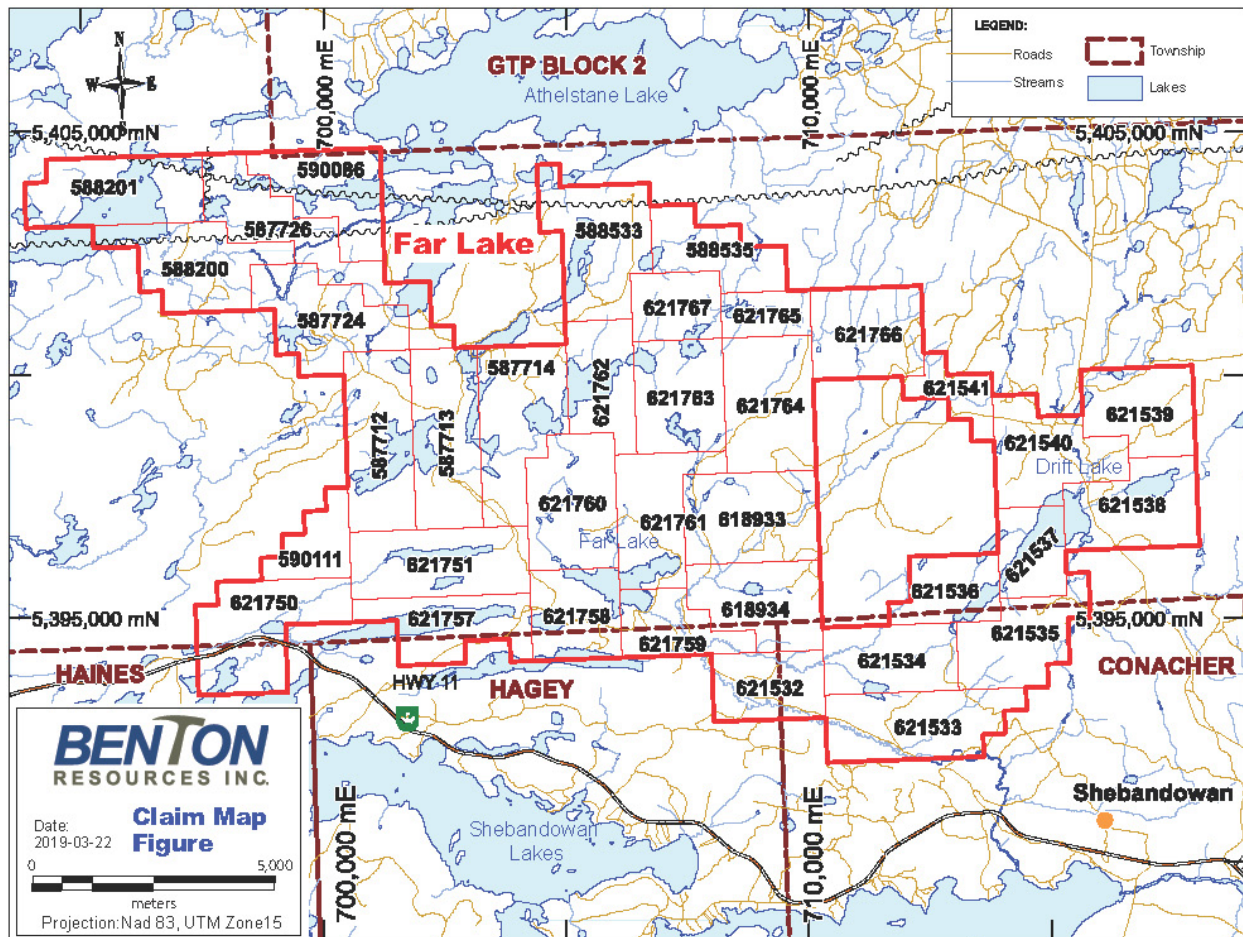 LEGEND:
Roads
Streams
Township
Lakes
N
W E
S
GTP BLOCK 2
Athelstane Lake
700,000 mE
710,000 mE
5,405,000 mN
5,405,000 mN
590086
588201
587726
588200
Far Lake
588533
588535
587724
621767
621765
621766
587714
621762
621541
587712
587713
621763
621764
621539
621540
Drift Lake
621760
621761
618933
621538
Far Lake
621537
590111
621751
621536
621750
5,395,000 mN
621757
621758
618934
5,395,000 mN
621759
621535
HAINES
HWY 11
HAGEY
621532
621534
CONACHER
621533
BENTON
RESOURCES INC.
Date:
2019-03-22
Claim Map
Figure
0 5,000
meters
Projection:Nad 83, UTM Zone15
Shebandowan
Shebandowan
Lakes
700,000 mE
710,000 mE